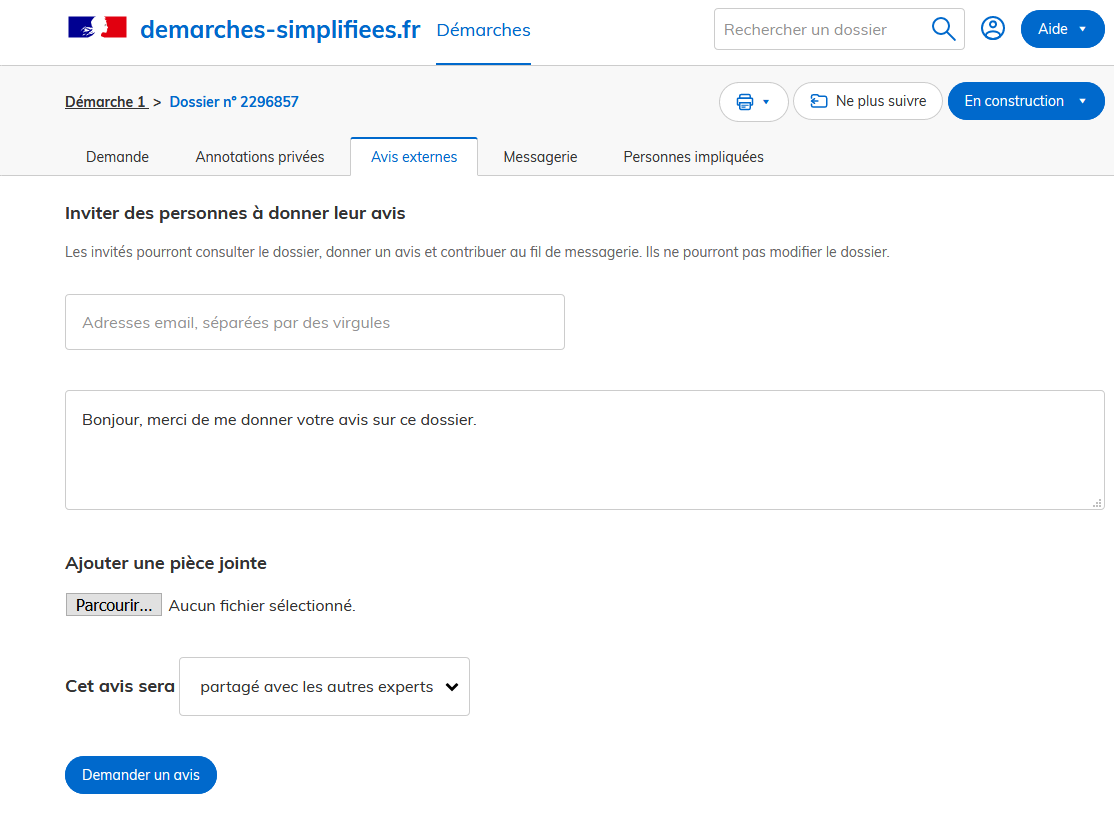 demarches-simplifiees.fr Démarches Rechercher un dossier Aide
Démarche 1 > Dossier n° 2296857 Ne plus suivre En construction
Demande Annotations privées Avis externes Messagerie Personnes impliquées
Inviter des personnes à donner leur avis
Les invités pourront consulter le dossier, donner un avis et contribuer au fil de messagerie. Ils ne pourront pas modifier le dossier.
Adresses email, séparées par des virgules
Bonjour, merci de me donner votre avis sur ce dossier.
Ajouter une pièce jointe
Parcourir... Aucun fichier sélectionné.
Cet avis sera partagé avec les autres experts
Demander un avis